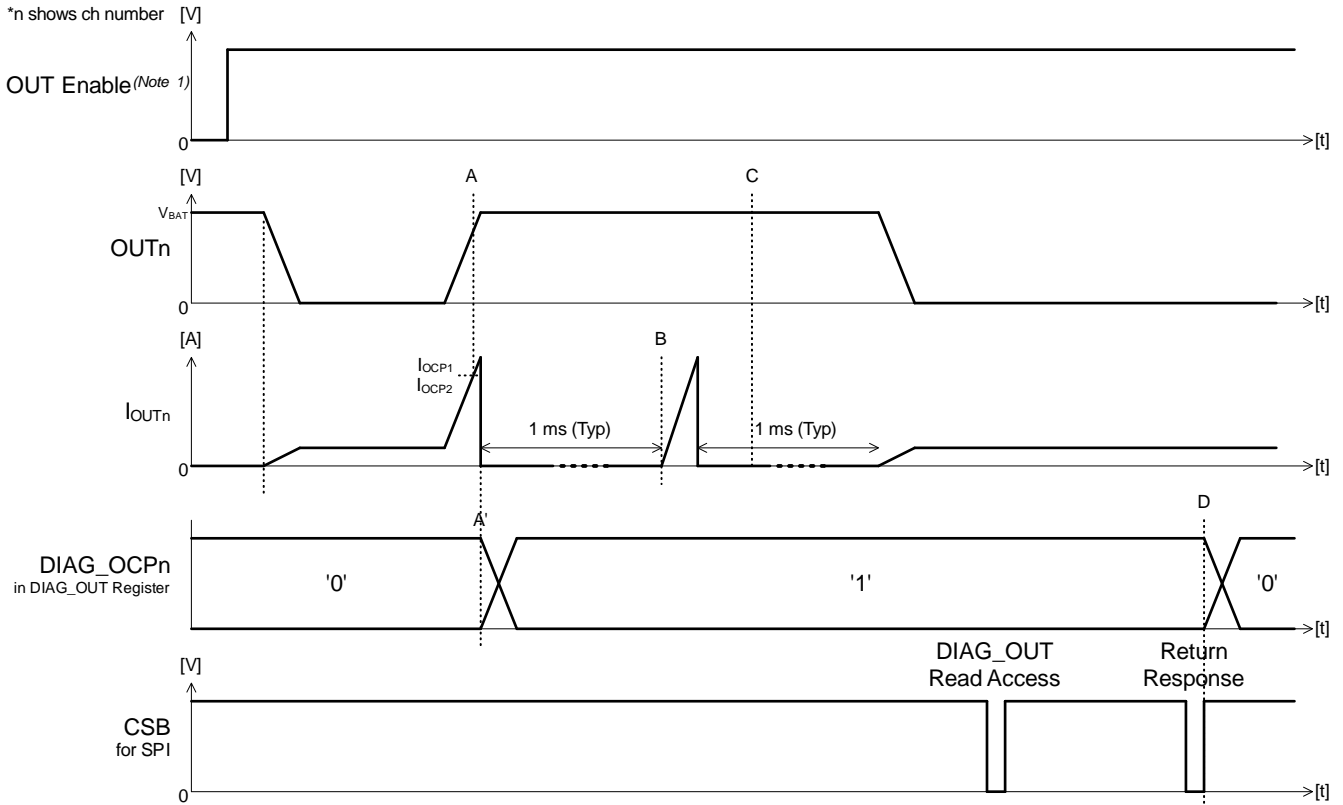 *n shows ch number
[V]
OUT Enable(Note 1)
0
[t]
[V]
A
C
VBAT
OUTn
0
[t]
[A]
B
IOCP1
IOCP2
IOUTn
1 ms (Typ)
1 ms (Typ)
0
[t]
A'
D
DIAG_OCPn
in DIAG_OUT Register
'0'
'1'
'0'
[t]
[V]
DIAG_OUT
Read Access
Return
Response
CSB
for SPI
0
[t]